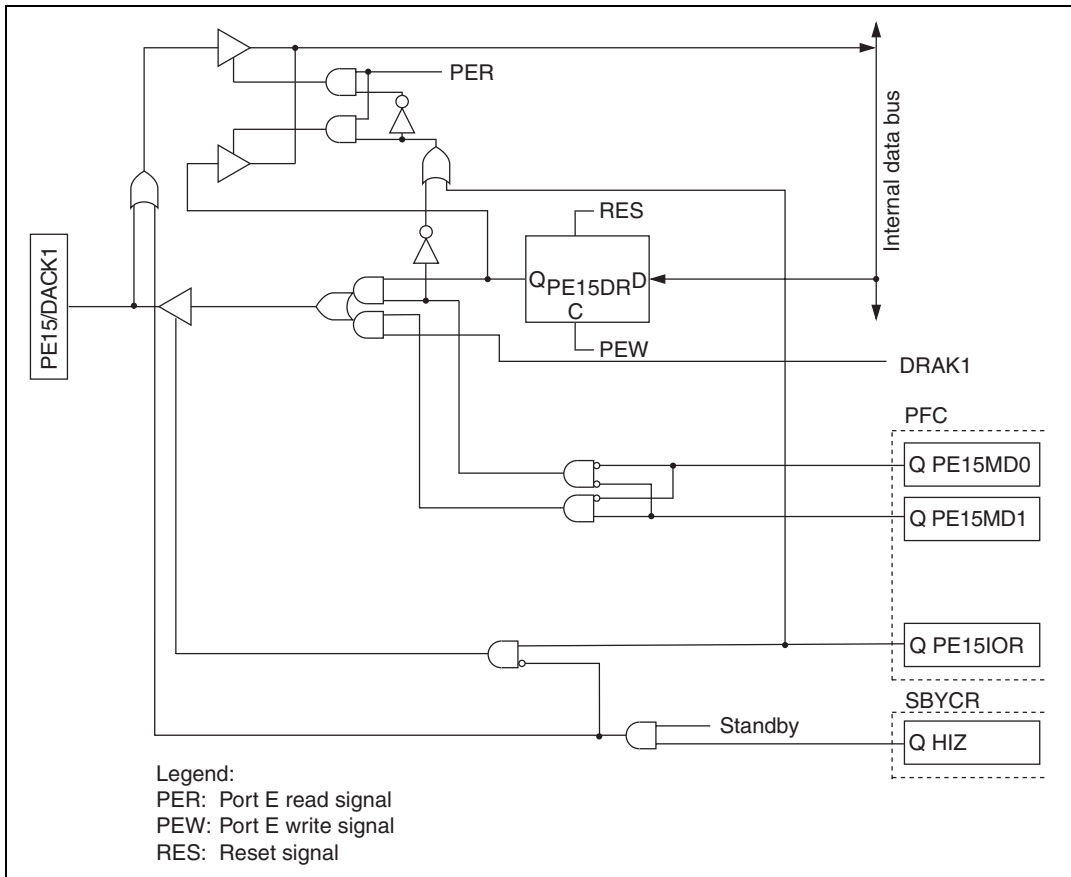 PER
Internal data bus
RES
Q PE15DR D
C
PEW
PE15/DACK1
DRAK1
PFC
Q PE15MD0
Q PE15MD1
Q PE15IOR
SBYCR
Standby
Q HIZ
Legend:
PER: Port E read signal
PEW: Port E write signal
RES: Reset signal